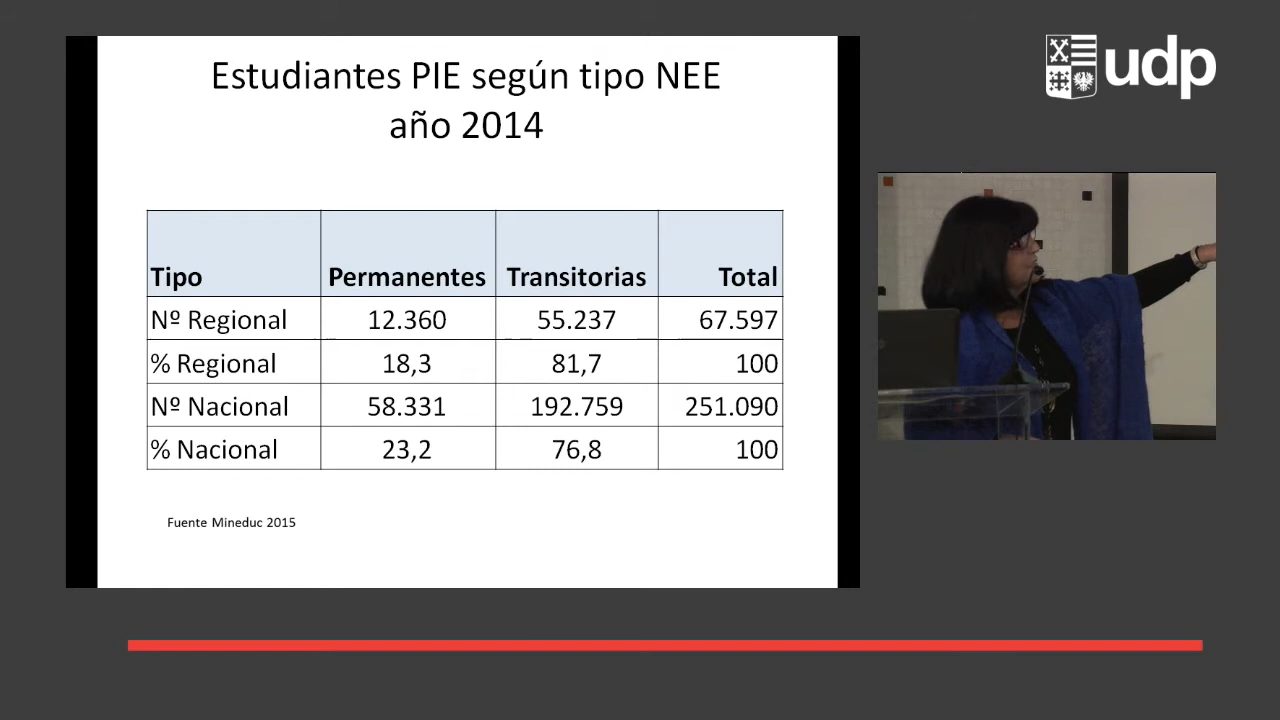 Estudiantes PIE según tipo NEE
año 2014
Tipo Permanentes Transitorias Total
Nº Regional 12.360 55.237 67.597
% Regional 18,3 81,7 100
Nº Nacional 58.331 192.759 251.090
% Nacional 23,2 76,8 100
Fuente Mineduc 2015
udp